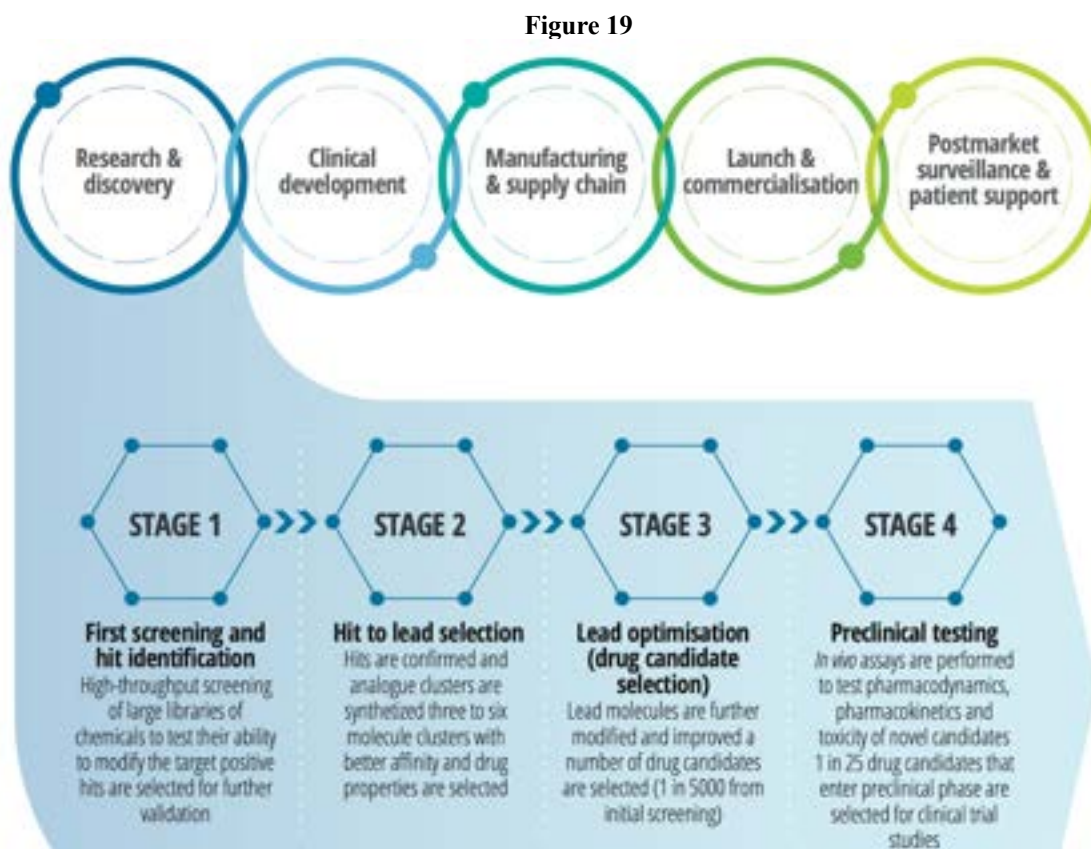 Figure 19
Research &
discovery
Clinical
development
Manufacturing
& supply chain
Launch &
commercialisation
Postmarket
surveillance &
patient support
STAGE 1
First screening and
hit identification
High-throughput screening
of large libraries of
chemicals to test their ability
to modify the target positive
hits are selected for further
validation
STAGE 2
Hit to lead selection
Hits are confirmed and
analogue clusters are
synthetized three to six
molecule clusters with
better affinity and drug
properties are selected
STAGE 3
Lead optimisation
(drug candidate
selection)
Lead molecules are further
modified and improved a
number of drug candidates
are selected (1 in 5000 from
initial screening)
STAGE 4
Preclinical testing
In vivo assays are performed
to test pharmacodynamics,
pharmacokinetics and
toxicity of novel candidates
1 in 25 drug candidates that
enter preclinical phase are
selected for clinical trial
studies